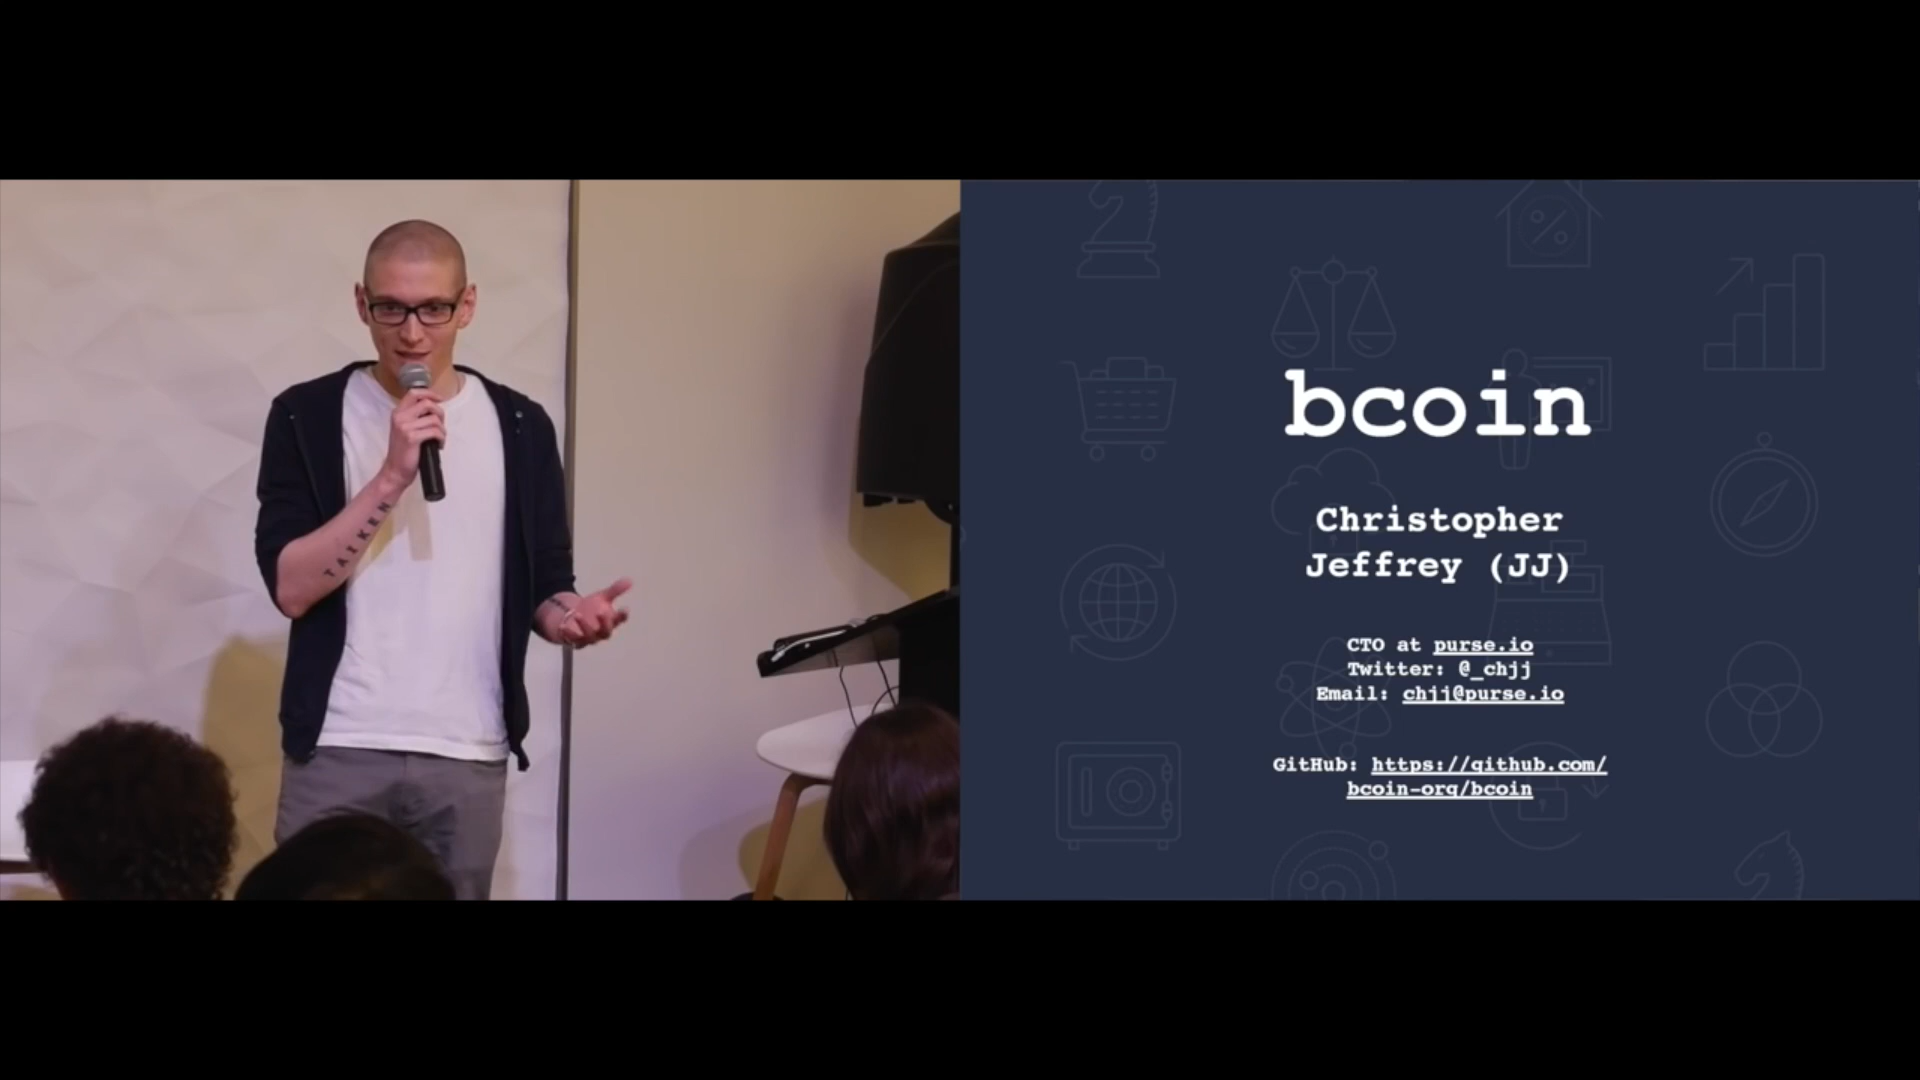 TAIKEN
bcoin
Christopher
Jeffrey (JJ)
CTO at purse.io
Twitter: @_chjj
Email: chjj@purse.io
GitHub: https://github.com/
bcoin-org/bcoin